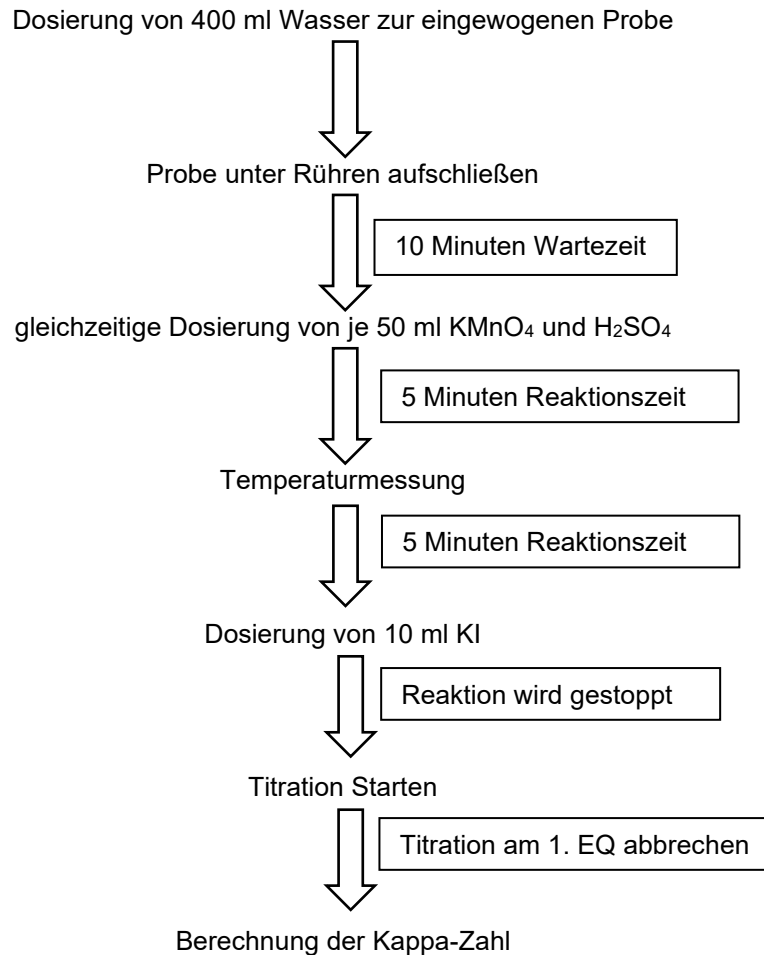 Dosierung von 400 ml Wasser zur eingewogenen Probe
Probe unter Rühren aufschließen
10 Minuten Wartezeit
gleichzeitige Dosierung von je 50 ml KMnO₄ und H₂SO₄
5 Minuten Reaktionszeit
Temperaturmessung
5 Minuten Reaktionszeit
Dosierung von 10 ml KI
Reaktion wird gestoppt
Titration Starten
Titration am 1. EQ abbrechen
Berechnung der Kappa-Zahl